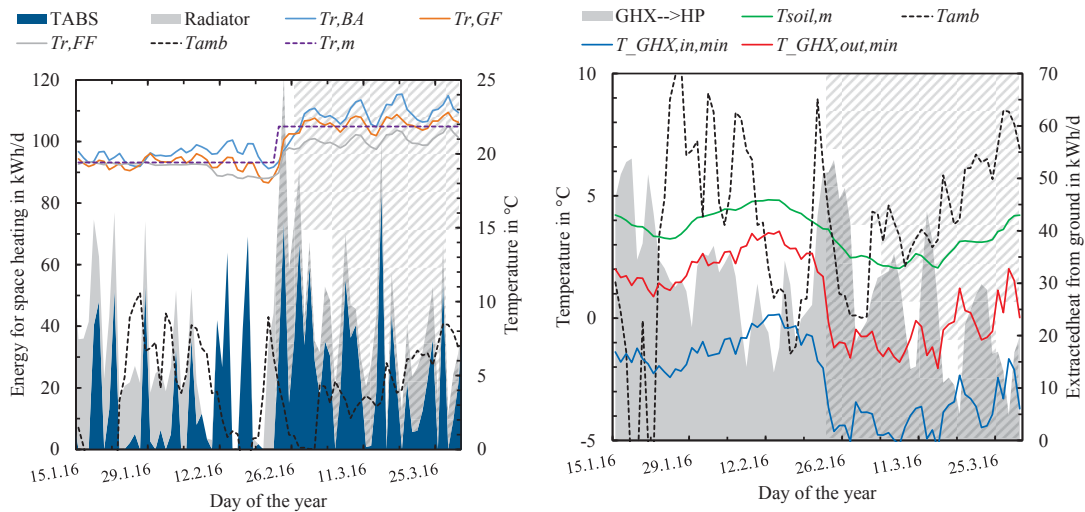 TABS Radiator Tr,BA Tr,GF
Tr,FF Tamb Tr,m
120
100
80
60
40
20
0
Energy for space heating in kWh/d
25
20
15
10
5
0
Temperature in °C
15.1.16 29.1.16 12.2.16 26.2.16 11.3.16 25.3.16
Day of the year
GHX-->HP Tsoil,m Tamb
T_GHX,in,min T_GHX,out,min
10
5
0
-5
Temperature in °C
70
60
50
40
30
20
10
0
Extractedheat from ground in kWh/d
15.1.16 29.1.16 12.2.16 26.2.16 11.3.16 25.3.16
Day of the year